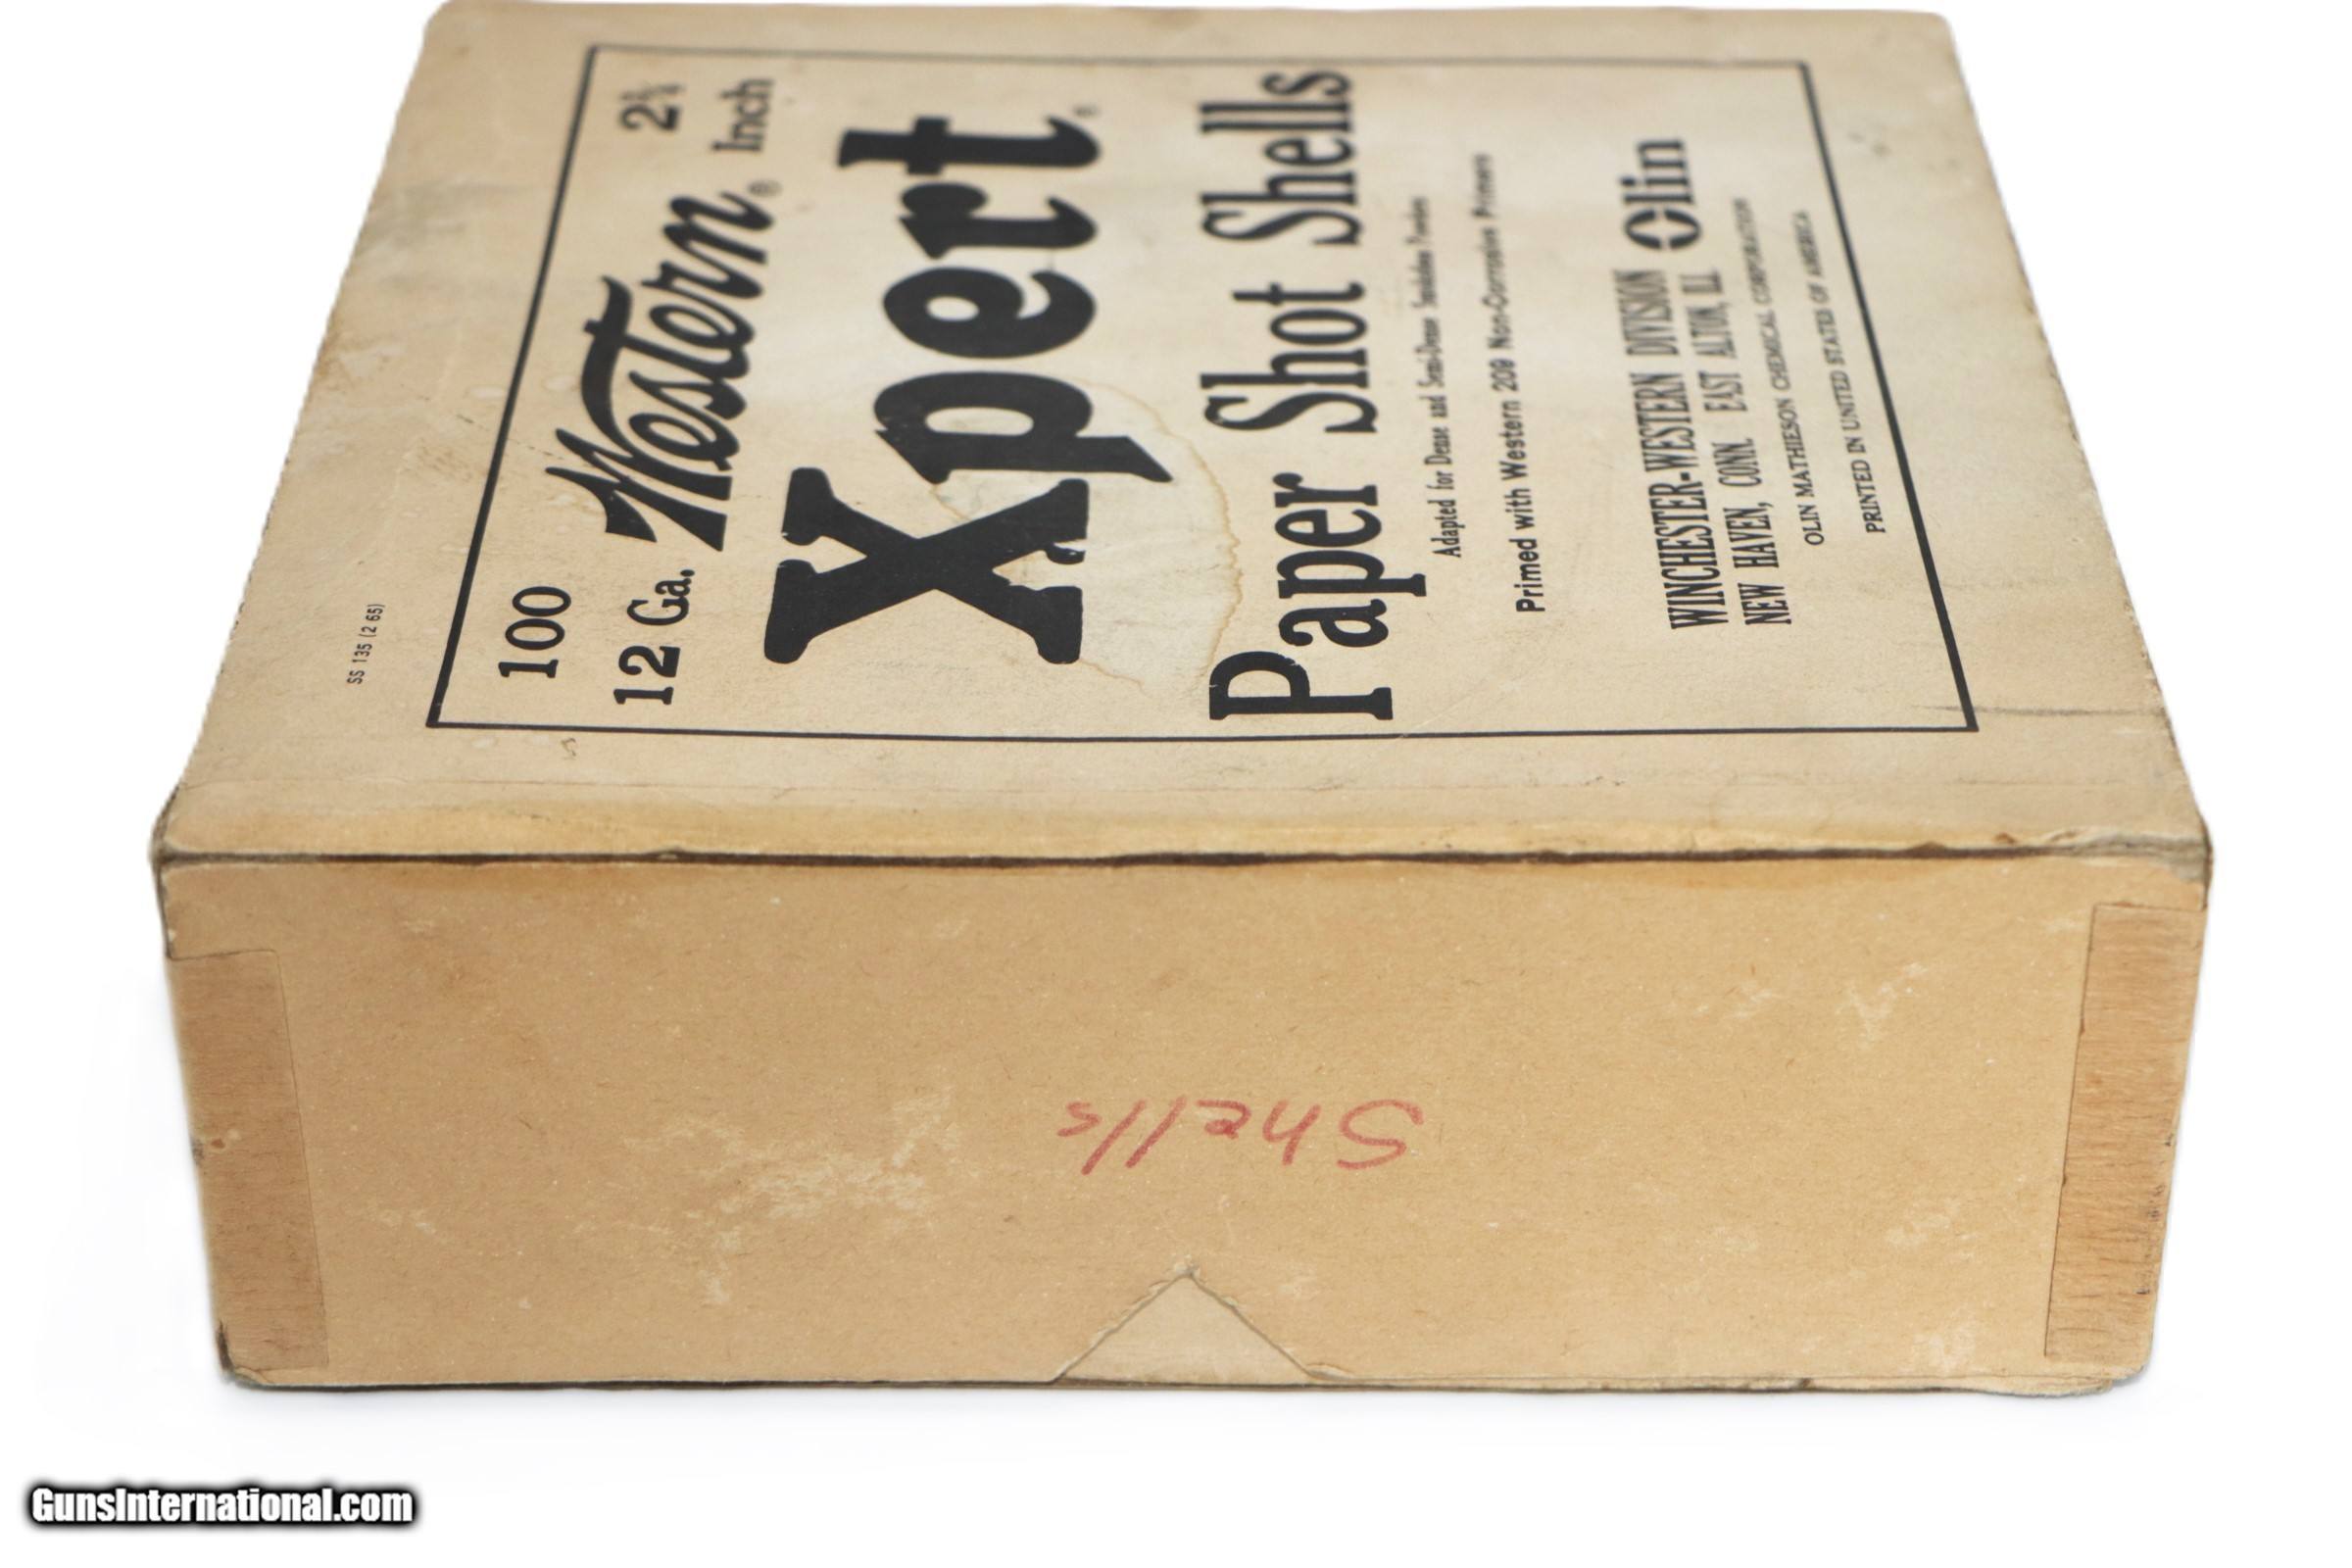 SS 135 (2 65)
100
12 Ga. Western® 2¾ Inch
Xpert®
Paper Shot Shells
Adapted for Dense and Semi-Dense Smokeless Powders
Primed with Western 209 Non-Corrosive Primers
WINCHESTER-WESTERN DIVISION Olin
NEW HAVEN, CONN. EAST ALTON, ILL.
OLIN MATHIESON CHEMICAL CORPORATION
PRINTED IN UNITED STATES OF AMERICA
Shells
GunsInternational.com